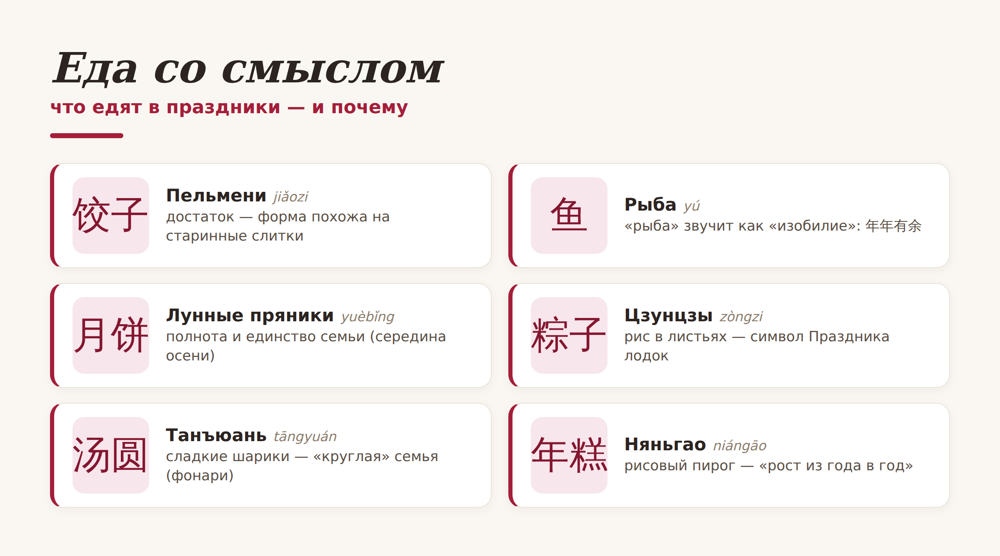 Еда со смыслом
что едят в праздники — и почему
饺子
Пельмени jiǎozi
достаток — форма похожа на
старинные слитки
鱼
Рыба yú
«рыба» звучит как «изобилие»: 年年有余
月饼
Лунные пряники yuèbǐng
полнота и единство семьи (середина
осени)
粽子
Цзунцзы zòngzi
рис в листьях — символ Праздника
лодок
汤圆
Танъюань tāngyuán
сладкие шарики — «круглая» семья
(фонари)
年糕
Няньгао niángāo
рисовый пирог — «рост из года в год»